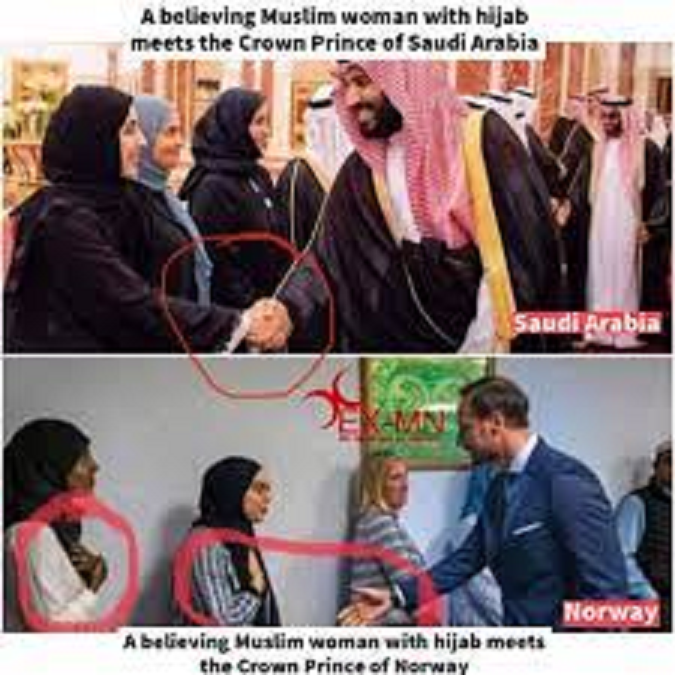 A believing Muslim woman with hijab
meets the Crown Prince of Saudi Arabia
Saudi Arabia
EX-MN
Norway
A believing Muslim woman with hijab meets
the Crown Prince of Norway